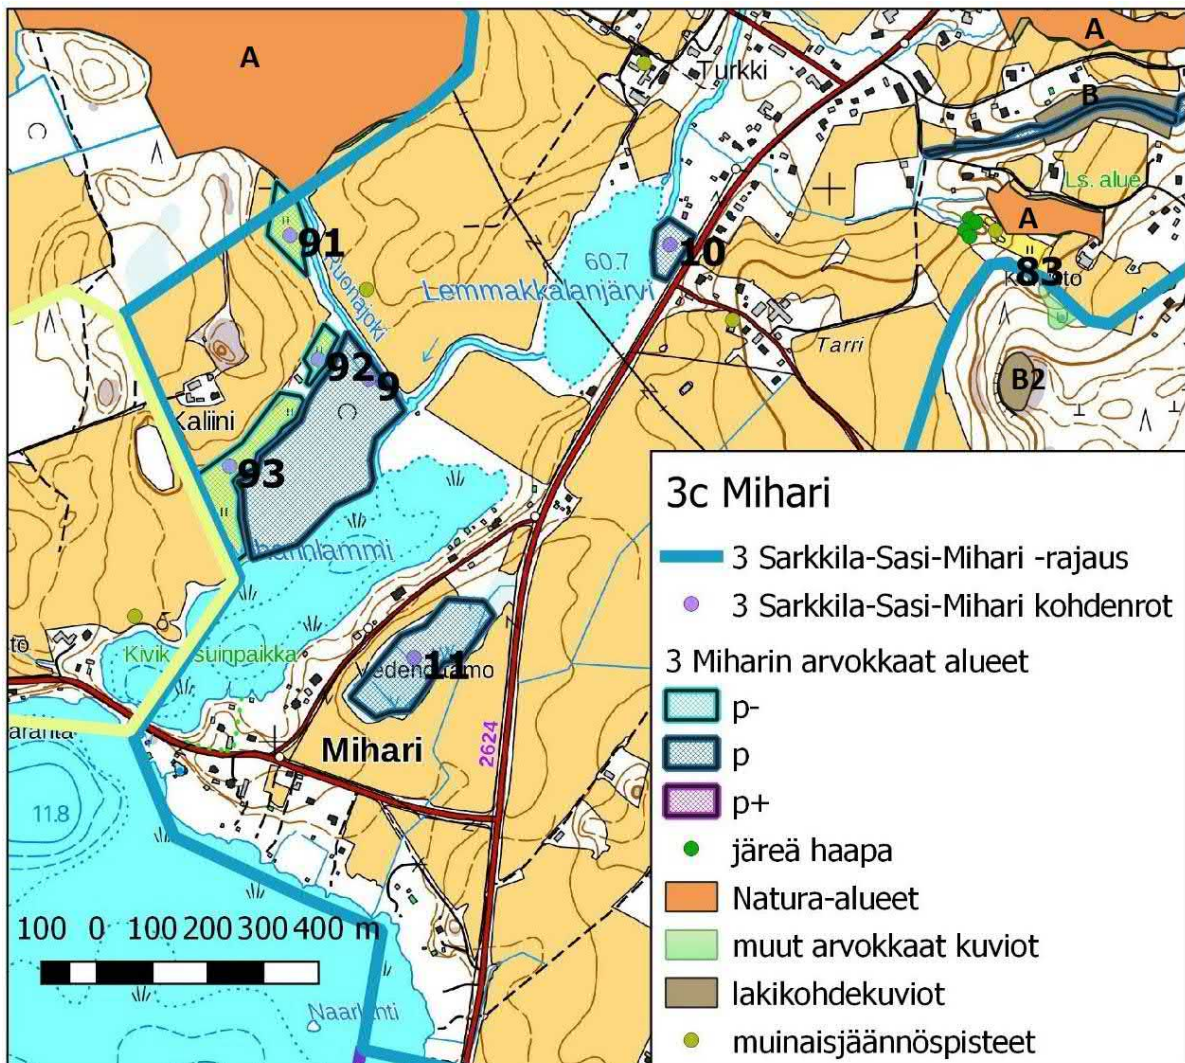 A
A
Turkki
B
Ls. alue
A
91
10
60.7
Lemmakkalanjärvi
83
Tarri
B2
92
9
Kaliini
93
Mihari
11
2624
11.8
100 0 100 200 300 400 m
3c Mihari
3 Sarkkila-Sasi-Mihari -rajaus
3 Sarkkila-Sasi-Mihari kohdenrot
3 Miharin arvokkaat alueet
p-
p
p+
järeä haapa
Natura-alueet
muut arvokkaat kuviot
lakikohdekuviot
muinaisjäännöspisteet